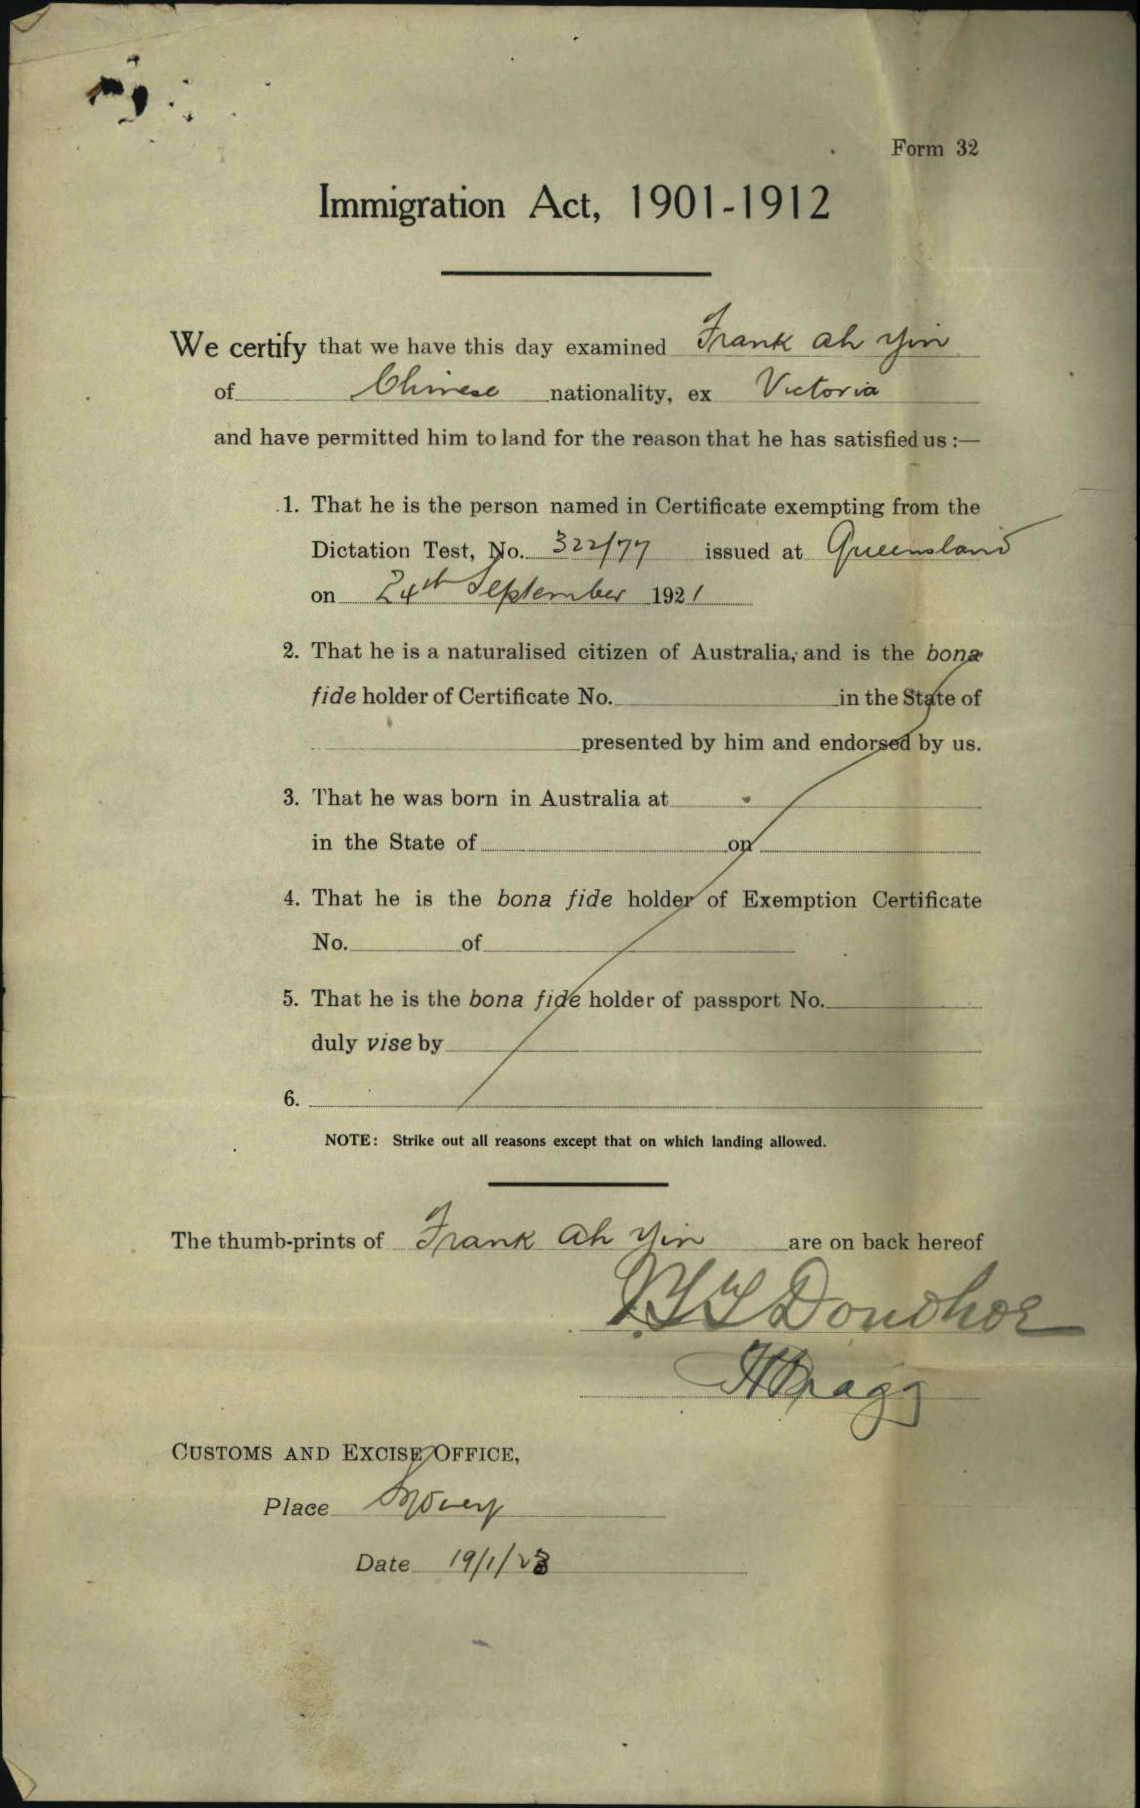 Form 32
Immigration Act, 1901-1912
We certify that we have this day examined Frank Ah Yin
of Chinese nationality, ex Victoria
and have permitted him to land for the reason that he has satisfied us :—
1. That he is the person named in Certificate exempting from the
Dictation Test, No. 322/77 issued at Queensland
on 24th September 1921
2. That he is a naturalised citizen of Australia, and is the bona
fide holder of Certificate No. in the State of
presented by him and endorsed by us.
3. That he was born in Australia at
in the State of on
4. That he is the bona fide holder of Exemption Certificate
No. of
5. That he is the bona fide holder of passport No.
duly vise by
6.
NOTE: Strike out all reasons except that on which landing allowed.
The thumb-prints of Frank Ah Yin are on back hereof
Donohoe
Bragg
CUSTOMS AND EXCISE OFFICE,
Place Sydney
Date 19/1/23